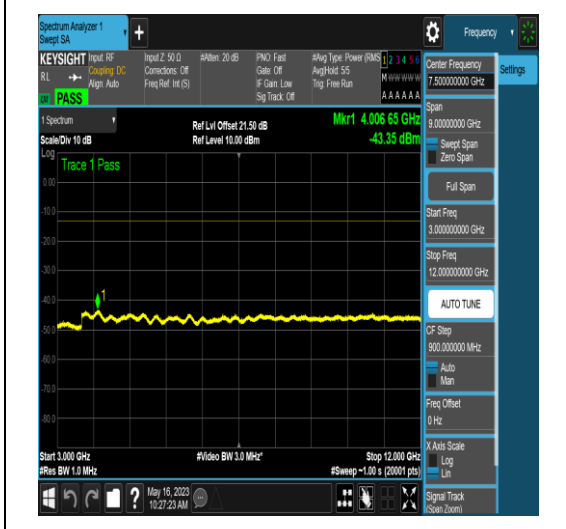 Spectrum Analyzer 1
Swept SA
+
Frequency
KEYSIGHT
RL
PASS
Input: RF
Coupling: DC
Align: Auto
Input Z: 50 Ω
Corrections: Off
Freq Ref: Int (S)
#Atten: 20 dB
PNO: Fast
Gate: Off
IF Gain: Low
Sig Track: Off
#Avg Type: Power (RMS)
Avg|Hold: 5/5
Trig: Free Run
1 2 3 4 5 6
M W W W W W
A A A A A A
1 Spectrum
Scale/Div 10 dB
Ref Lvl Offset 21.50 dB
Ref Level 10.00 dBm
Mkr1 4.006 65 GHz
-43.35 dBm
Log
Trace 1 Pass
0.00
-10.0
-20.0
-30.0
-40.0
-50.0
-60.0
-70.0
-80.0
1
Start 3.000 GHz
#Res BW 1.0 MHz
#Video BW 3.0 MHz*
Stop 12.000 GHz
#Sweep ~1.00 s (20001 pts)
May 16, 2023
10:27:23 AM
?
Center Frequency
7.500000000 GHz
Settings
Span
9.00000000 GHz
Swept Span
Zero Span
Full Span
Start Freq
3.000000000 GHz
Stop Freq
12.000000000 GHz
AUTO TUNE
CF Step
900.000000 MHz
Auto
Man
Freq Offset
0 Hz
X Axis Scale
Log
Lin
Signal Track
(Span Zoom)